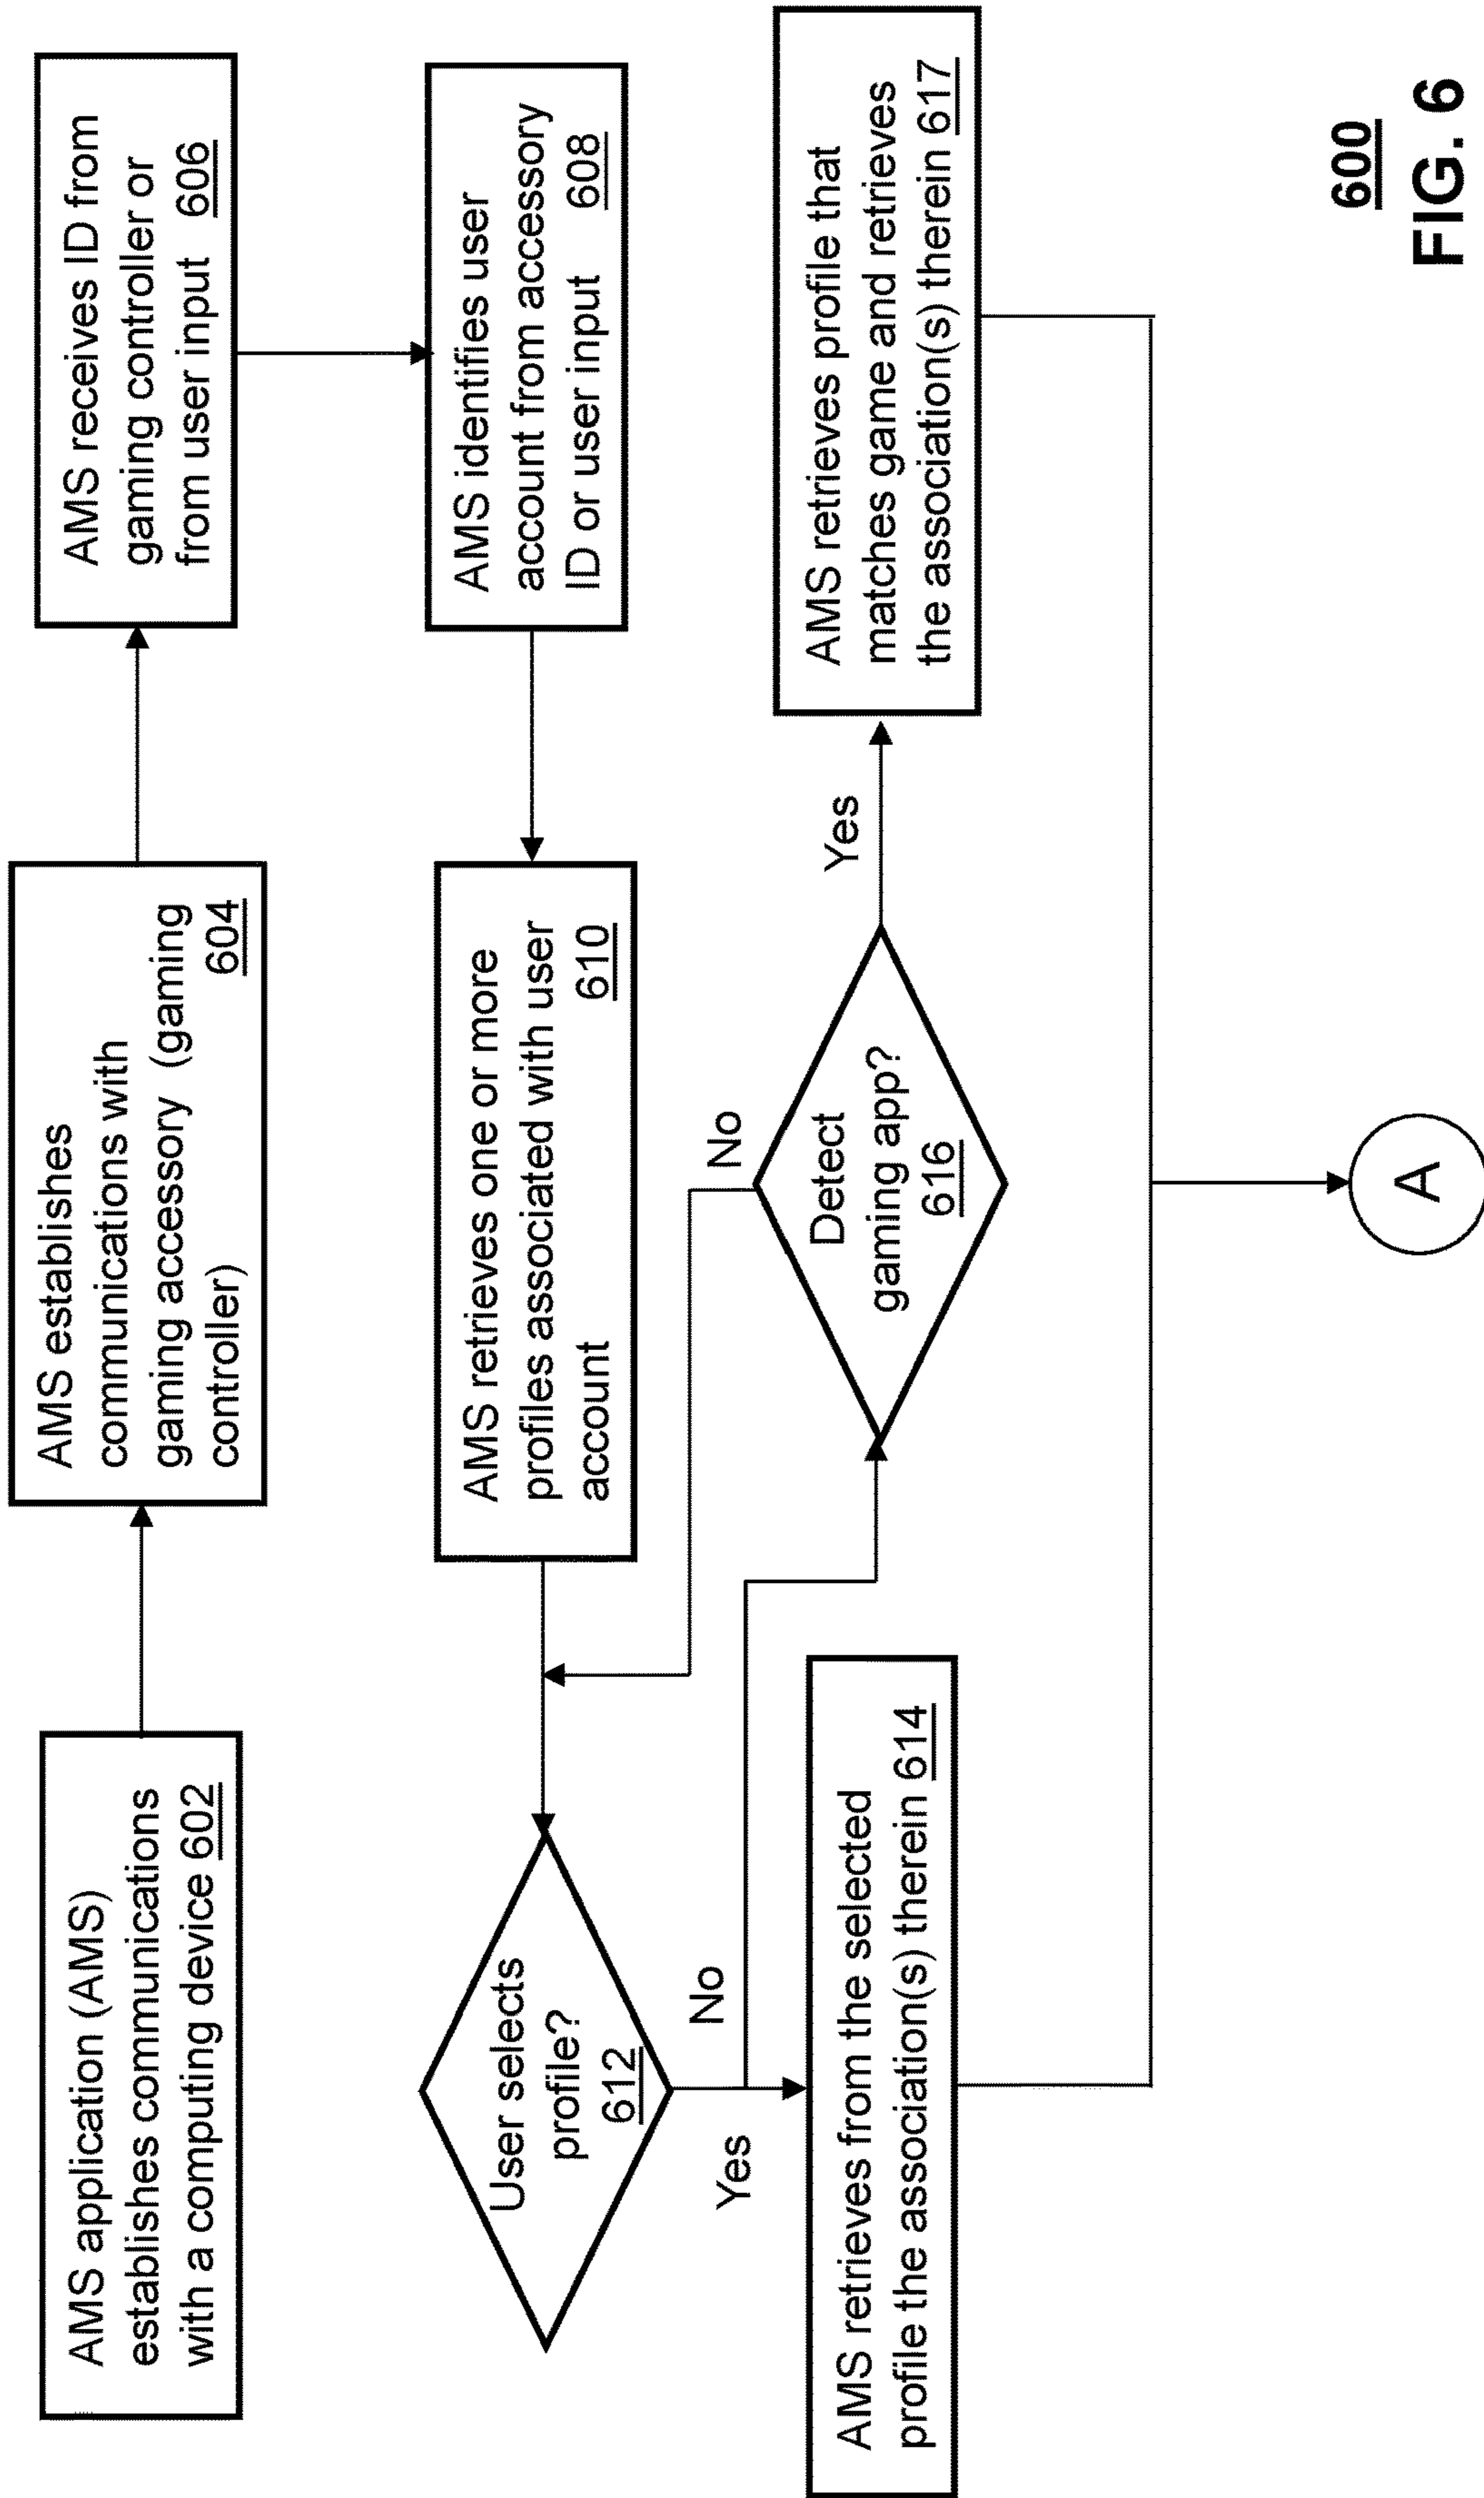 AMS application (AMS)
establishes communications
with a computing device 602
AMS establishes
communications with
gaming accessory (gaming
controller) 604
AMS receives ID from
gaming controller or
from user input 606
AMS identifies user
account from accessory
ID or user input 608
AMS retrieves one or more
profiles associated with user
account 610
User selects
profile?
612
No
Yes
AMS retrieves from the selected
profile the association(s) therein 614
Detect
gaming app?
616
No
Yes
AMS retrieves profile that
matches game and retrieves
the association(s) therein 617
A
600
FIG. 6